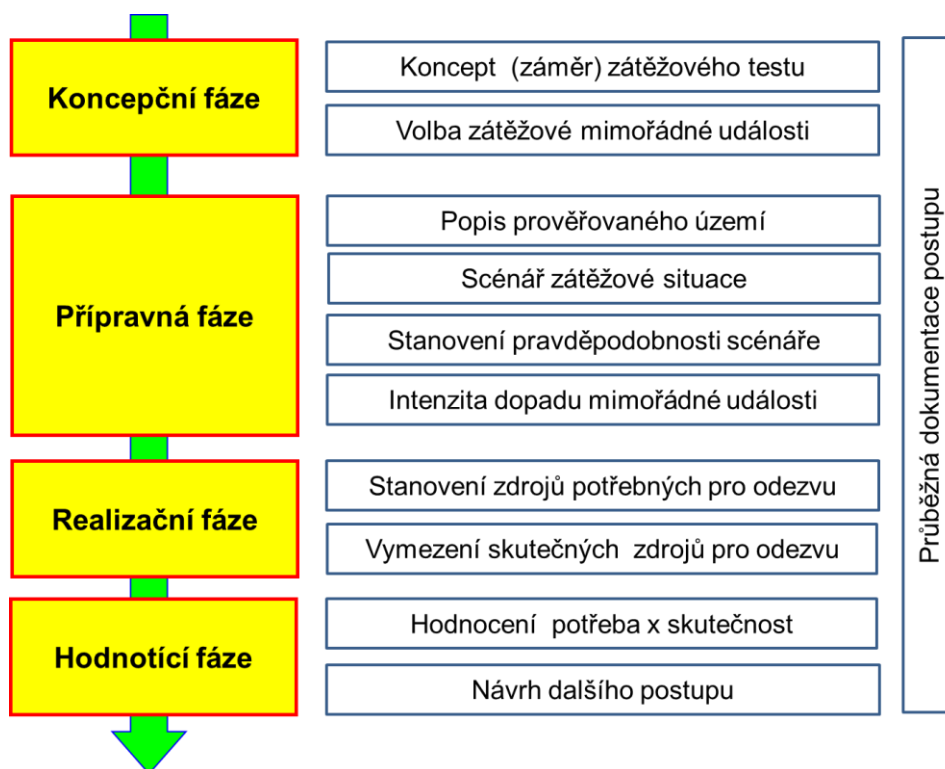 Koncepční fáze
Koncept (záměr) zátěžového testu
Volba zátěžové mimořádné události
Přípravná fáze
Popis prověřovaného území
Scénář zátěžové situace
Stanovení pravděpodobnosti scénáře
Intenzita dopadu mimořádné události
Realizační fáze
Stanovení zdrojů potřebných pro odezvu
Vymezení skutečných zdrojů pro odezvu
Hodnotící fáze
Hodnocení potřeba x skutečnost
Návrh dalšího postupu
Průběžná dokumentace postupu